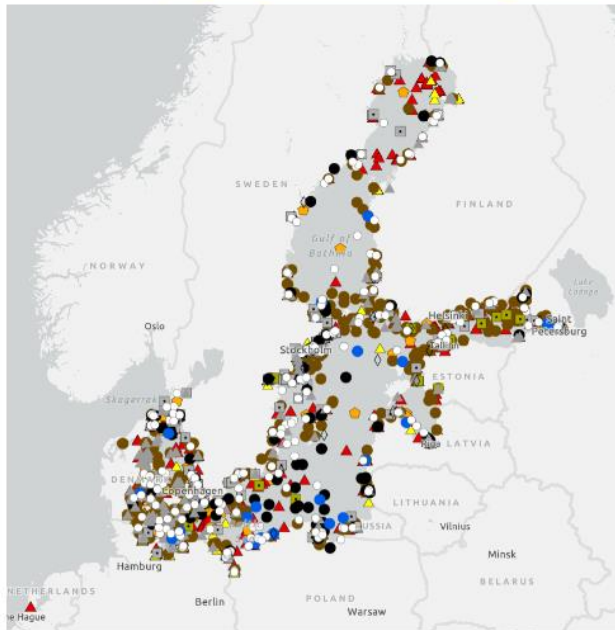 SWEDEN
FINLAND
Gulf of
Bothnia
Lake
Ladoga
NORWAY
Oslo
Helsinki
Saint
Petersburg
Stockholm
Tallinn
ESTONIA
Skagerrak
Riga
LATVIA
DENMARK
Copenhagen
LITHUANIA
RUSSIA
Vilnius
Hamburg
Minsk
NETHERLANDS
The Hague
Berlin
POLAND
BELARUS
Warsaw